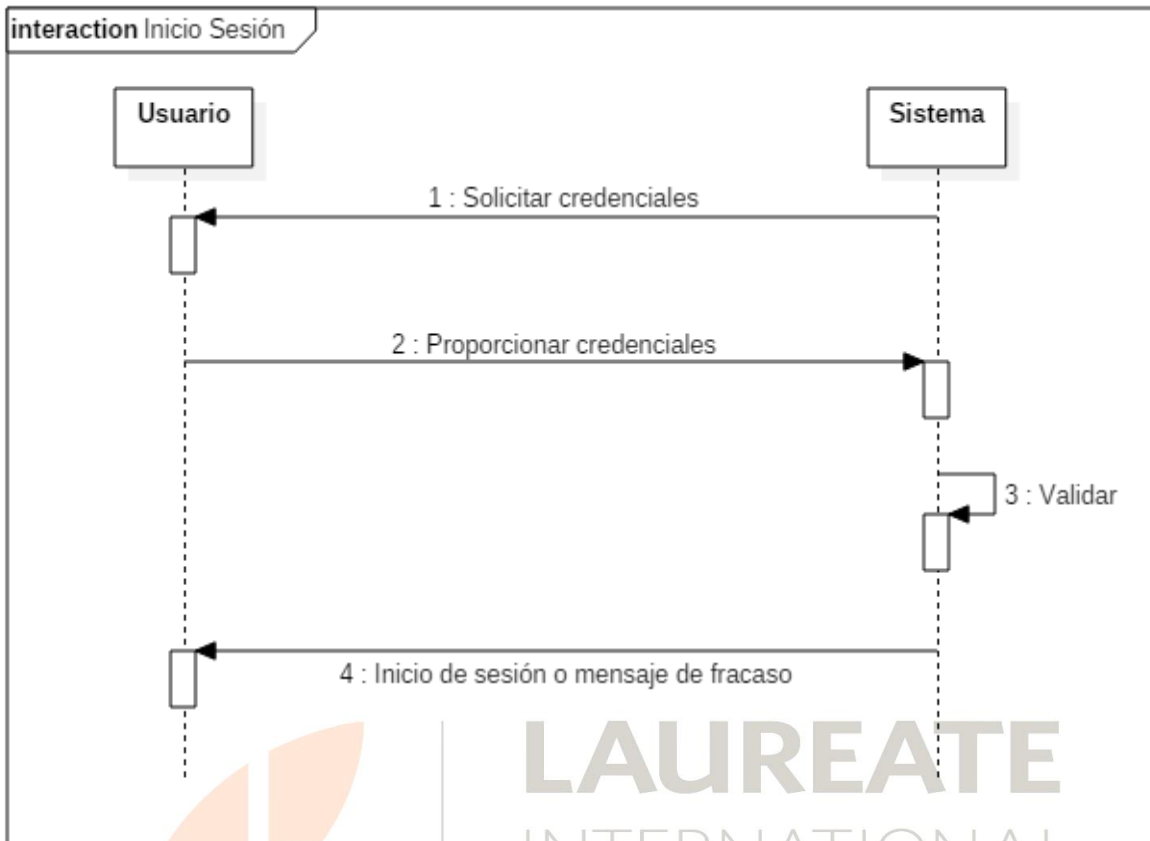 interaction Inicio Sesión
Usuario
Sistema
1 : Solicitar credenciales
2 : Proporcionar credenciales
3 : Validar
4 : Inicio de sesión o mensaje de fracaso
LAUREATE
INTERNATIONAL